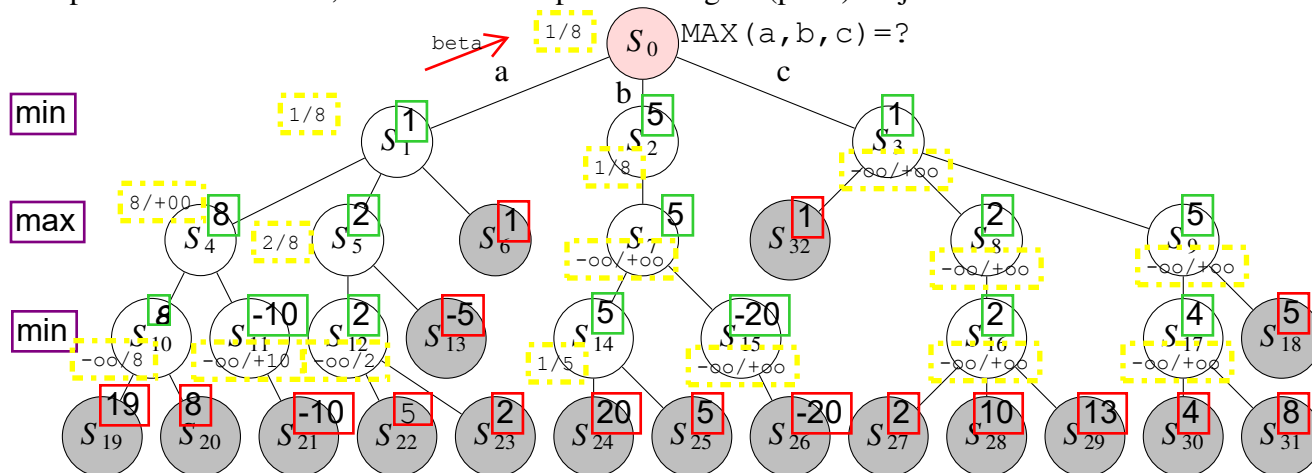 beta
1/8
S0
MAX(a,b,c)=?
a
b
c
min
1/8
S1
1
S2
5
1/8
S3
1
-oo/+oo
max
8/+00
S4
8
2/8
S5
2
S6
1
S7
5
-oo/+oo
S32
1
S8
2
-oo/+oo
S9
5
-oo/+oo
min
S10
8
-oo/8
S11
-10
-oo/+10
S12
2
-oo/2
S13
-5
S14
5
1/5
S15
-20
-oo/+oo
S16
2
-oo/+oo
S17
4
-oo/+oo
S18
5
S19
19
S20
8
S21
-10
S22
5
S23
2
S24
20
S25
5
S26
-20
S27
2
S28
10
S29
13
S30
4
S31
8